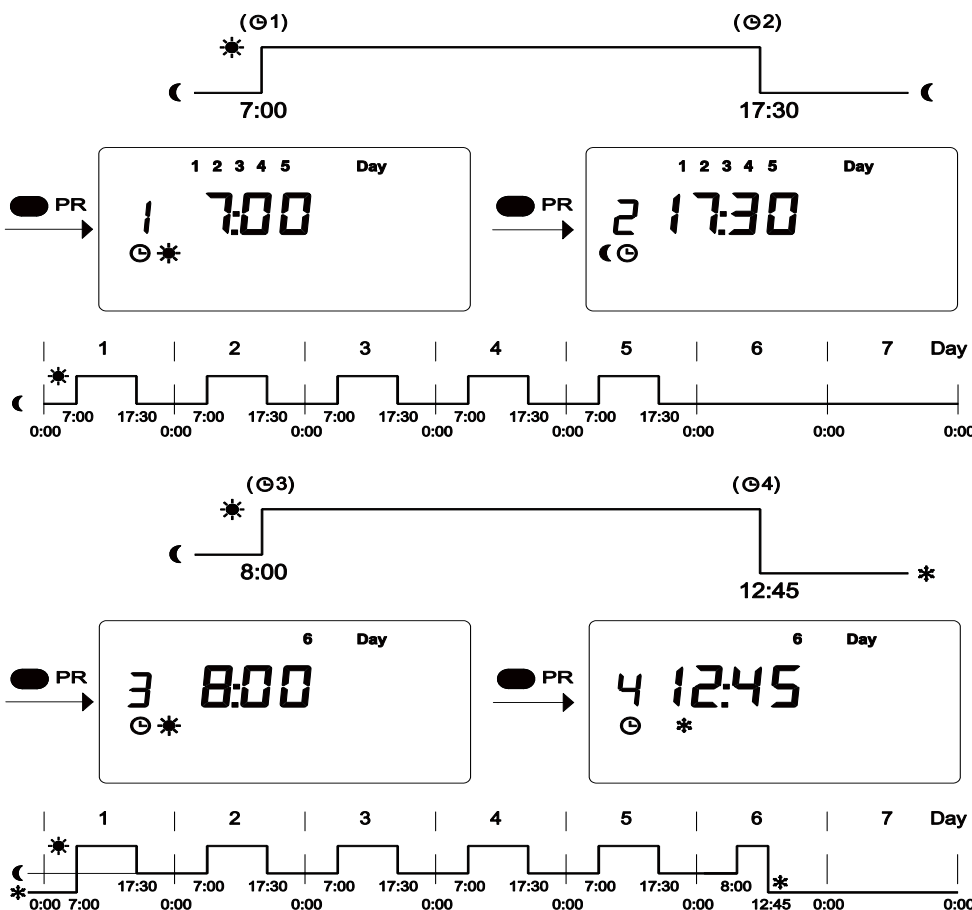 (1) (2)
7:00 17:30
1 2 3 4 5 Day 1 2 3 4 5 Day
PR 1 7:00 PR 2 17:30
1 2 3 4 5 6 7 Day
7:00 17:30 7:00 17:30 7:00 17:30 7:00 17:30 7:00 17:30
0:00 0:00 0:00 0:00 0:00 0:00 0:00 0:00
(3) (4)
8:00 12:45
6 Day 6 Day
PR 3 8:00 PR 4 12:45
1 2 3 4 5 6 7 Day
17:30 7:00 17:30 7:00 17:30 7:00 17:30 7:00 17:30 8:00
0:00 7:00 0:00 0:00 0:00 0:00 0:00 12:45 0:00 0:00